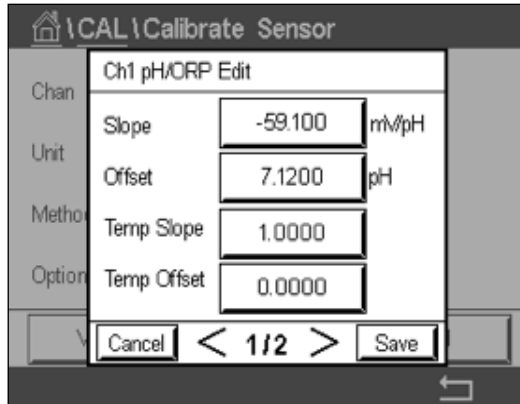 \CAL\Calibrate Sensor
Ch1 pH/ORP Edit
Chan
Slope -59.100 mV/pH
Unit
Offset 7.1200 pH
Metho
Temp Slope 1.0000
Option
Temp Offset 0.0000
Cancel < 1/2 > Save